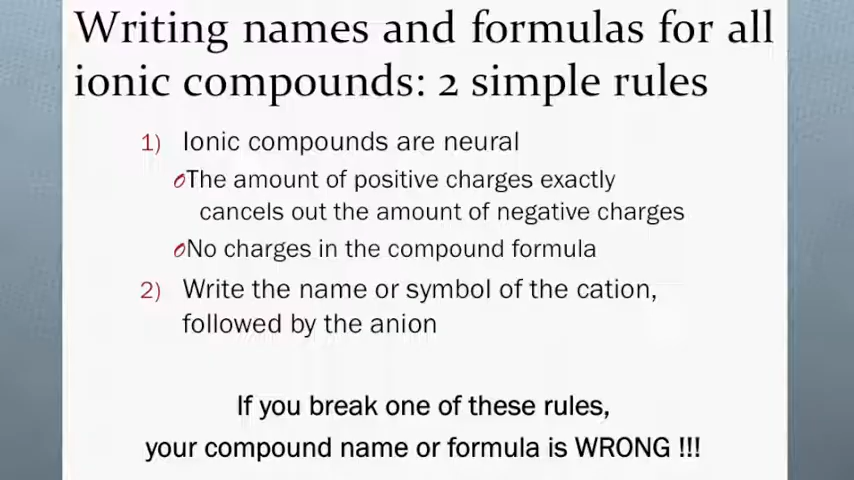 Writing names and formulas for all
ionic compounds: 2 simple rules
1) Ionic compounds are neural
The amount of positive charges exactly
cancels out the amount of negative charges
No charges in the compound formula
2) Write the name or symbol of the cation,
followed by the anion
If you break one of these rules,
your compound name or formula is WRONG !!!